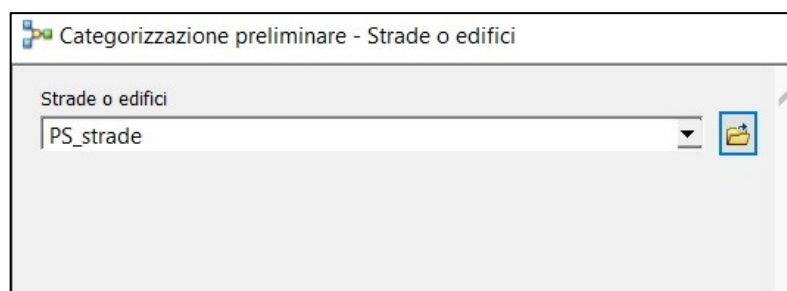 Categorizzazione preliminare - Strade o edifici
Strade o edifici
PS_strade